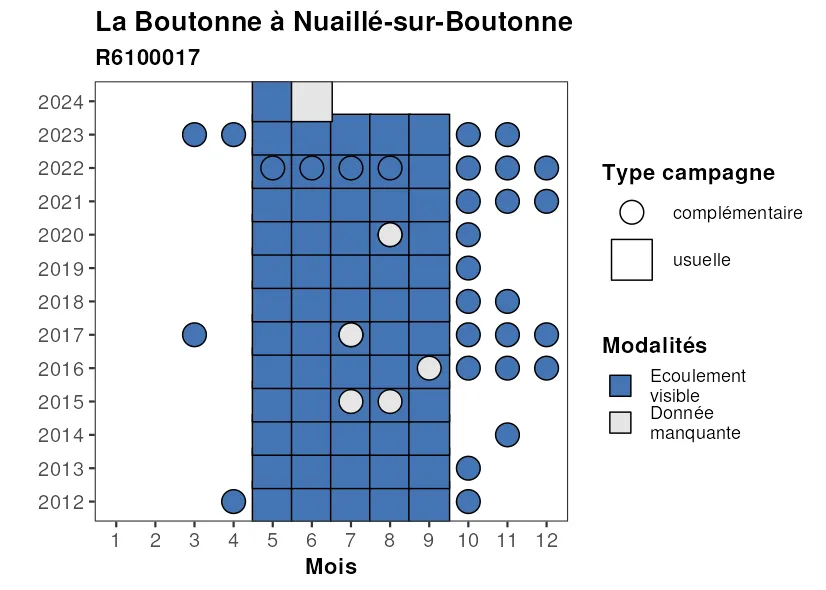 La Boutonne à Nuaillé-sur-Boutonne
R6100017
2024
2023
2022
2021
2020
2019
2018
2017
2016
2015
2014
2013
2012
1 2 3 4 5 6 7 8 9 10 11 12
Mois
Type campagne
complémentaire
usuelle
Modalités
Ecoulement
visible
Donnée
manquante